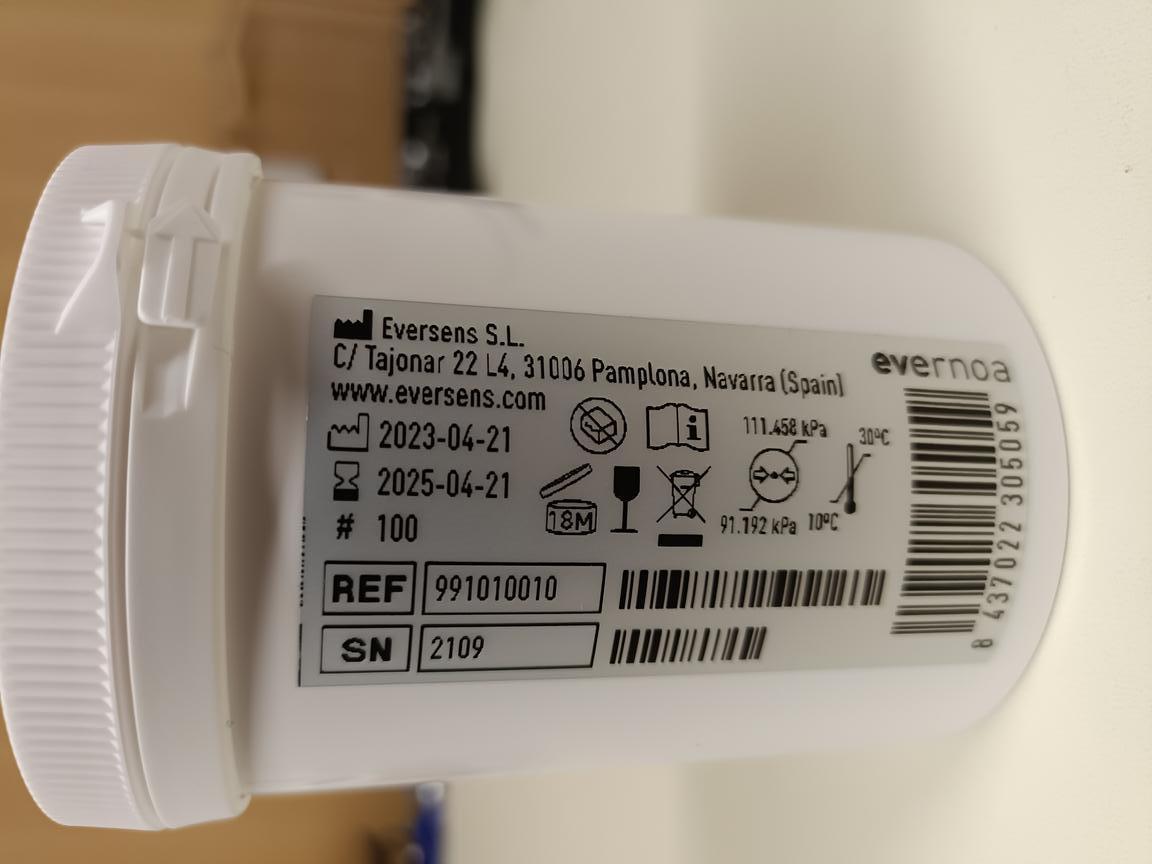 Eversens S.L.
C/ Tajonar 22 L4, 31006 Pamplona, Navarra (Spain)
www.eversens.com
2023-04-21
2025-04-21
# 100
18M
111.458 kPa
91.192 kPa
30ºC
10ºC
REF 991010010
SN 2109
evernoa
8 437022 305059